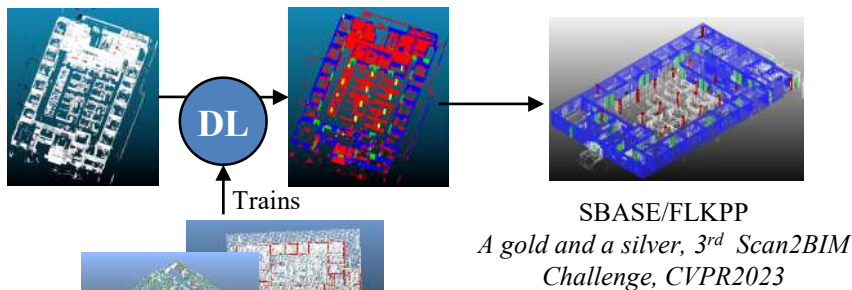 DL
Trains
SBASE/FLKPP
A gold and a silver, 3rd Scan2BIM
Challenge, CVPR2023